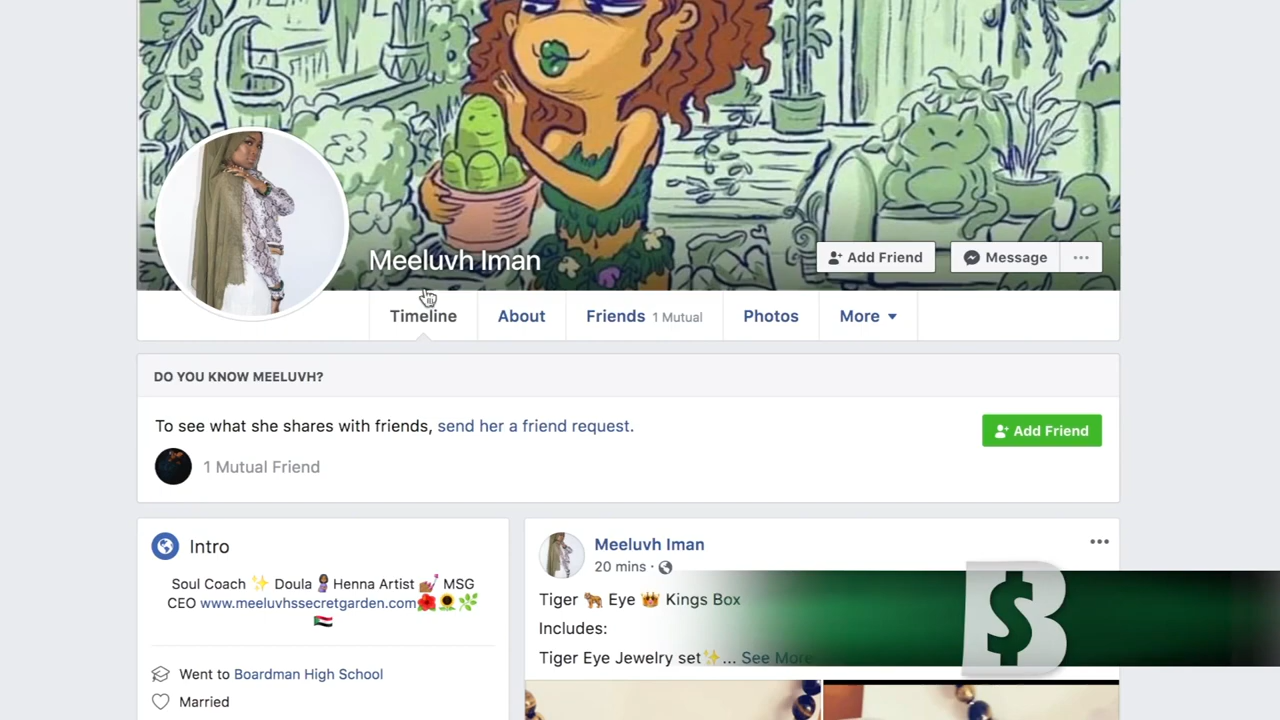 Meeluvh Iman
Add Friend
Message
Timeline
About
Friends 1 Mutual
Photos
More
DO YOU KNOW MEELUVH?
To see what she shares with friends, send her a friend request.
Add Friend
1 Mutual Friend
Intro
Soul Coach ✨ Doula 🤰🏾 Henna Artist 💅🏾 MSG
CEO www.meeluvhssecretgarden.com🌺🌻🌿
🇸🇩
Went to Boardman High School
Married
Meeluvh Iman
20 mins ·
Tiger 🐅 Eye 👑 Kings Box
Includes:
Tiger Eye Jewelry set✨... See More
B$